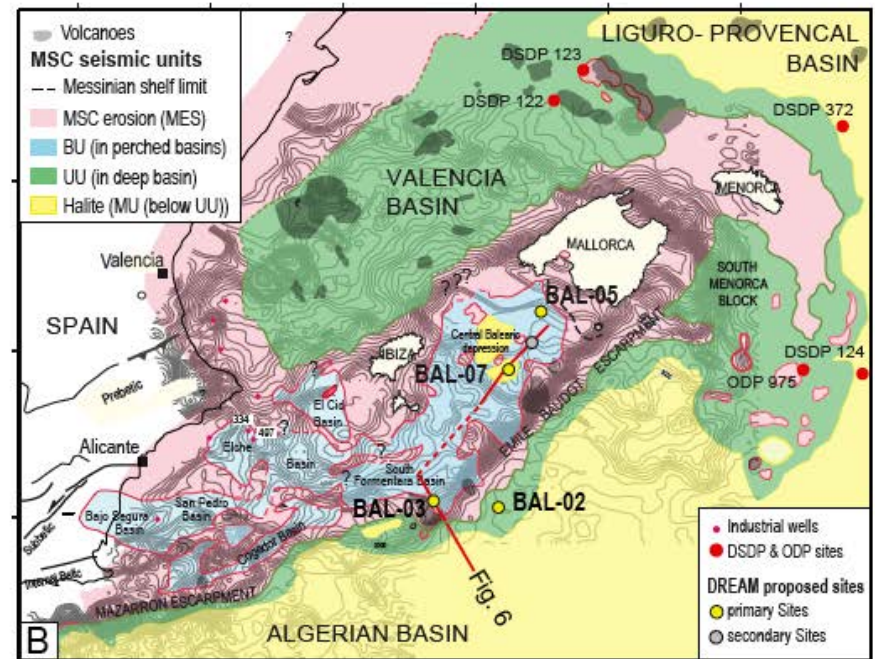 Volcanoes
MSC seismic units
Messinian shelf limit
MSC erosion (MES)
BU (in perched basins)
UU (in deep basin)
Halite (MU (below UU))
?
LIGURO- PROVENCAL
BASIN
DSDP 123
DSDP 122
DSDP 372
VALENCIA
BASIN
MENORCA
MALLORCA
Valencia
???
BAL-05
SOUTH
MENORCA
BLOCK
SPAIN
Central Balearic
depression
IBIZA
?
BAL-07
EMILE BAUDOT ESCARPMENT
DSDP 124
ODP 975
Prebetic
El Cid
Basin
334
497
?
Elche
Basin
Alicante
?
?
South
Formentera Basin
BAL-03
BAL-02
San Pedro
Basin
Bajo Segura
Basin
Subbetic
Cogedor Basin
Internal Betic
MAZARRON ESCARPMENT
Fig. 6
Industrial wells
DSDP & ODP sites
DREAM proposed sites
primary Sites
secondary Sites
B
ALGERIAN BASIN